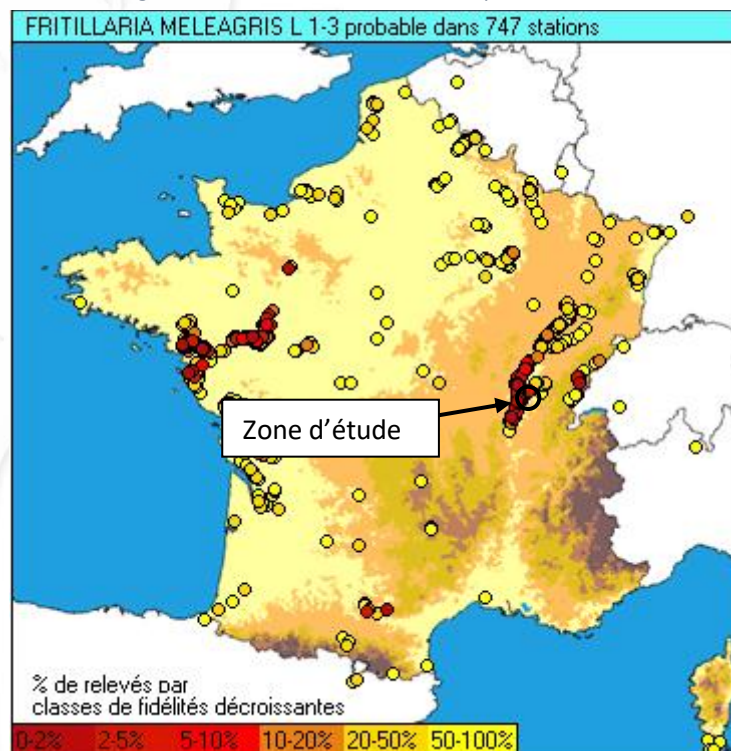 FRITILLARIA MELEAGRIS L 1-3 probable dans 747 stations
Zone d'étude
% de relevés par
classes de fidélités décroissantes
0-2% 2-5% 5-10% 10-20% 20-50% 50-100%